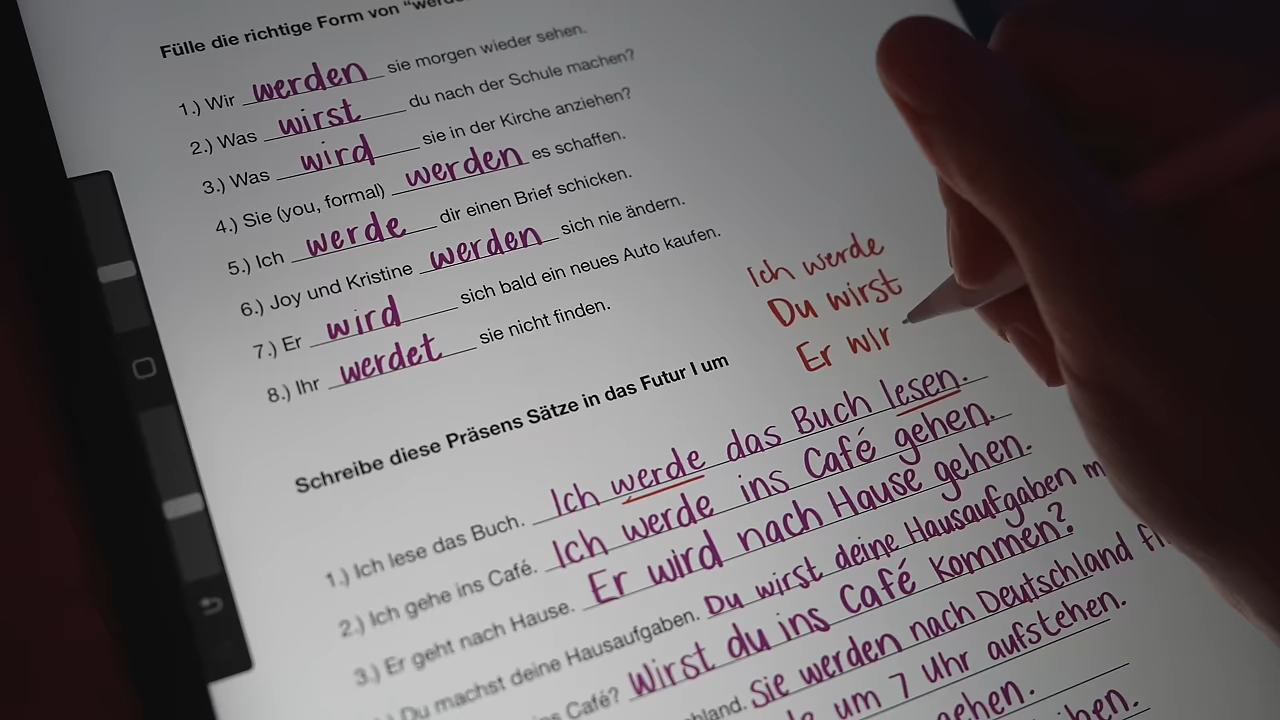 Fülle die richtige Form von "werde
1.) Wir werden sie morgen wieder sehen.
2.) Was wirst du nach der Schule machen?
3.) Was wird sie in der Kirche anziehen?
4.) Sie (you, formal) werden es schaffen.
5.) Ich werde dir einen Brief schicken.
6.) Joy und Kristine werden sich nie ändern.
7.) Er wird sich bald ein neues Auto kaufen.
8.) Ihr werdet sie nicht finden.
Ich werde
Du wirst
Er wir
Schreibe diese Präsens Sätze in das Futur I um
1.) Ich lese das Buch. Ich werde das Buch lesen.
2.) Ich gehe ins Café. Ich werde ins Café gehen.
3.) Er geht nach Hause. Er wird nach Hause gehen.
Du machst deine Hausaufgaben. Du wirst deine Hausaufgaben m
ins Café? Wirst du ins Café kommen?
chland. Sie werden nach Deutschland
um 7 Uhr aufstehen.
gehen.